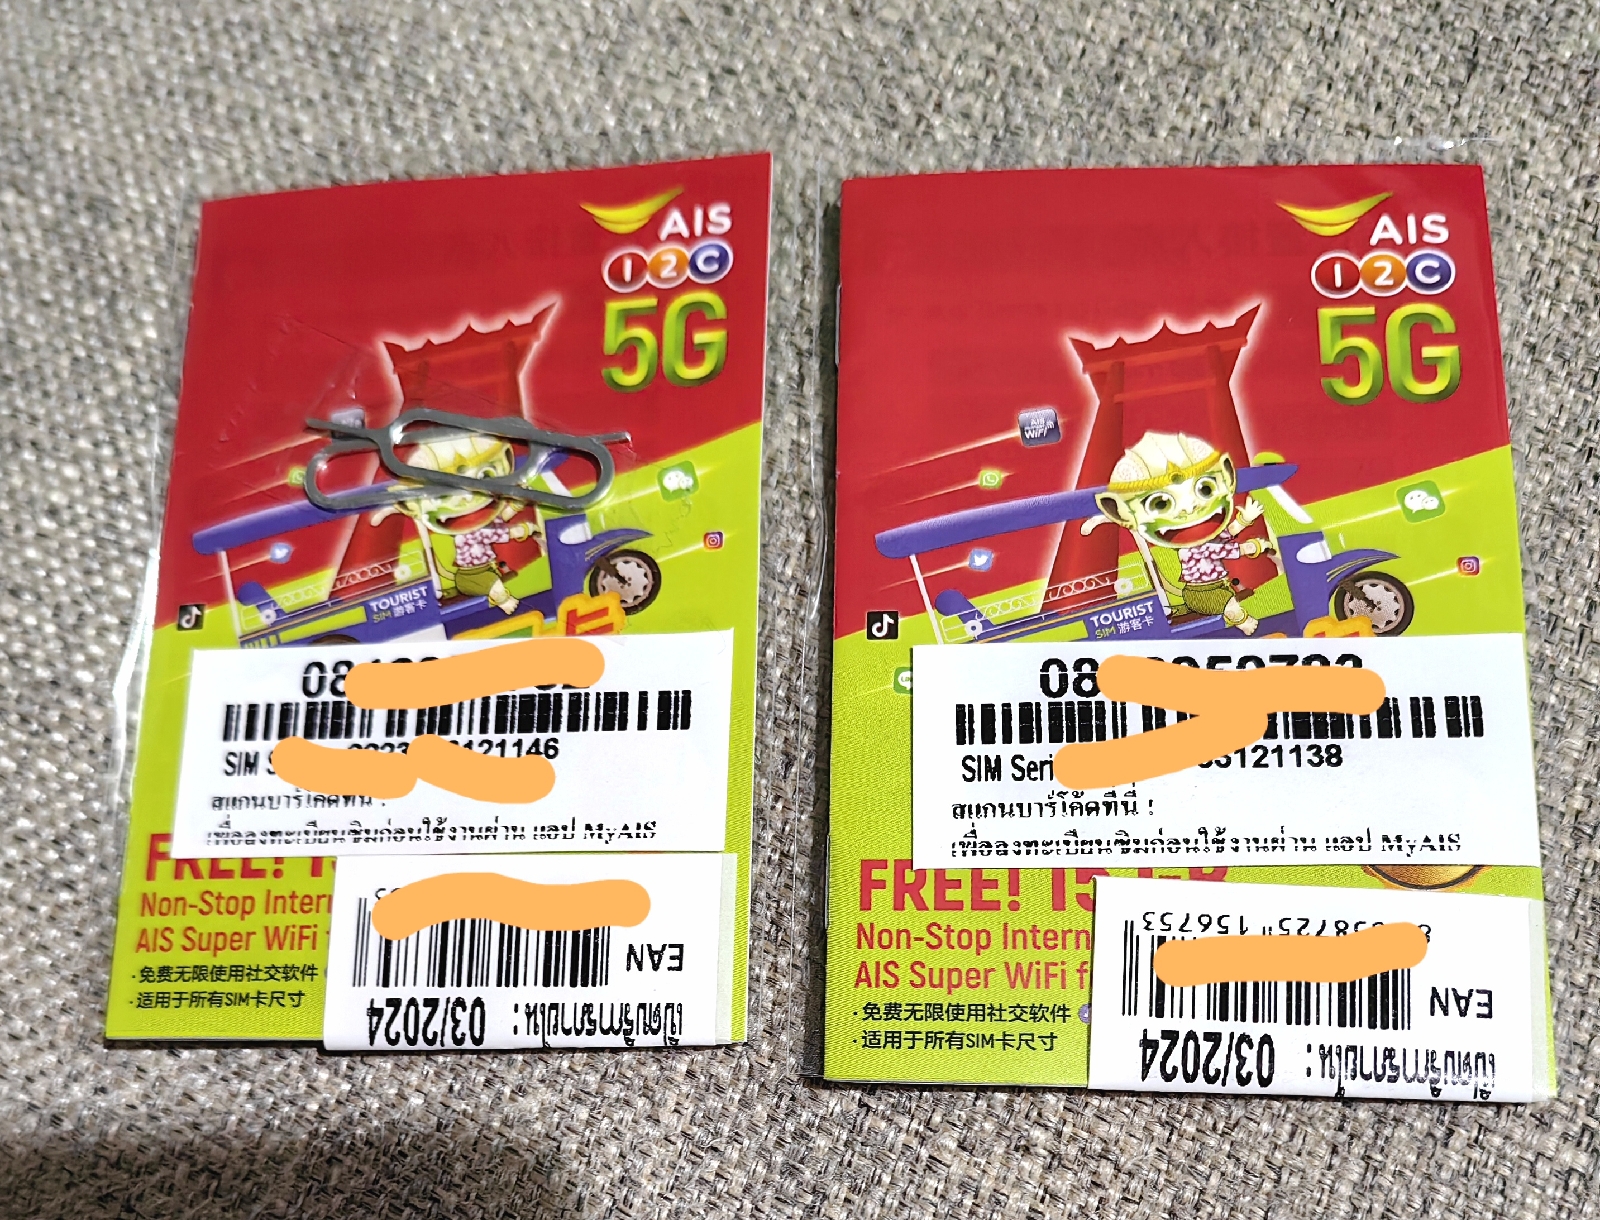 AIS
1 2 C
5G
TOURIST
SIM 游客卡
08
121146
สแกนบาร์โค้ดที่นี่ !
เพื่อลงทะเบียนซิมก่อนใช้งานผ่าน แอป MyAIS
FREE!
Non-Stop Intern
AIS Super WiFi
· 免费无限使用社交软件
· 适用于所有SIM卡尺寸
EAN
เปิดบริการภายใน : 03/2024
AIS
1 2 C
5G
AIS
WiFi
TOURIST
SIM 游客卡
08
SIM Seri
121138
สแกนบาร์โค้ดที่นี่ !
เพื่อลงทะเบียนซิมก่อนใช้งานผ่าน แอป MyAIS
FREE! 15
Non-Stop Intern
AIS Super WiFi f
· 免费无限使用社交软件
· 适用于所有SIM卡尺寸
156753
EAN
เปิดบริการภายใน : 03/2024